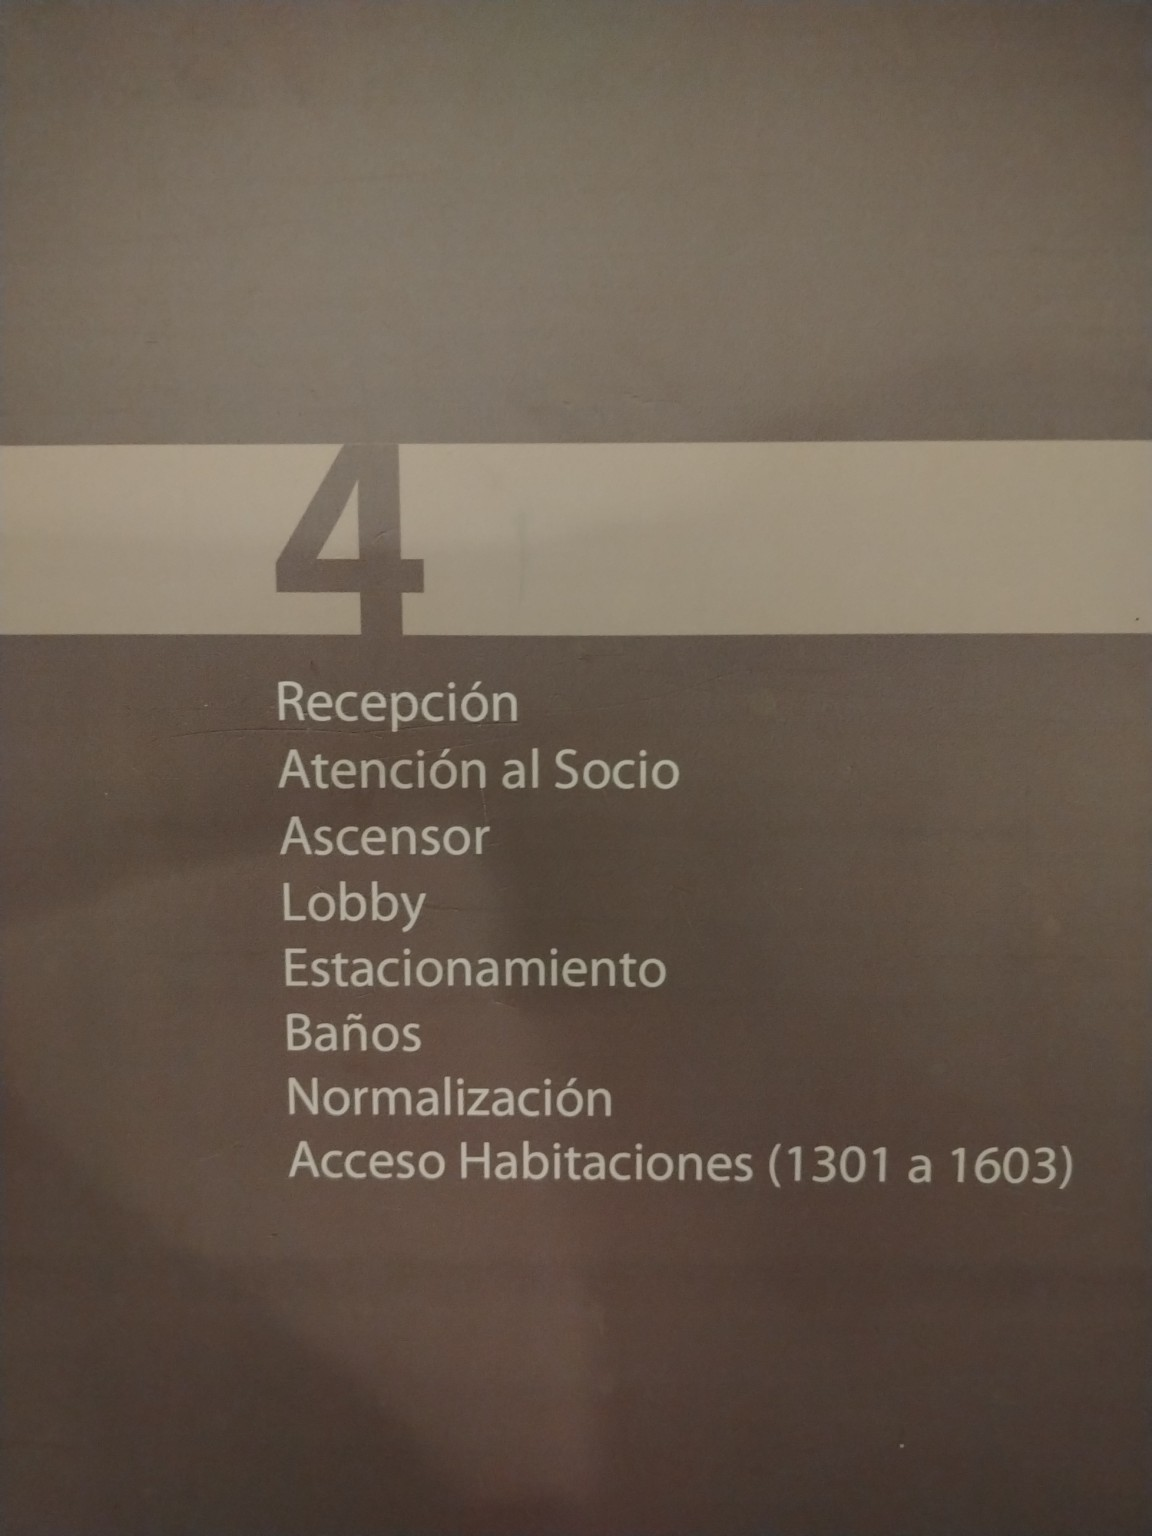 4
Recepción
Atención al Socio
Ascensor
Lobby
Estacionamiento
Baños
Normalización
Acceso Habitaciones (1301 a 1603)